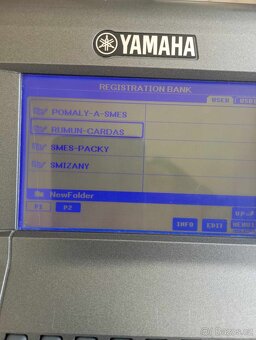 YAMAHA
REGISTRATION BANK
USER
POMALY-A-SMES
RUMUN-CARDAS
SMES-PACKY
SMIZANY
NewFolder
UP
P1 P2
INFO EDIT